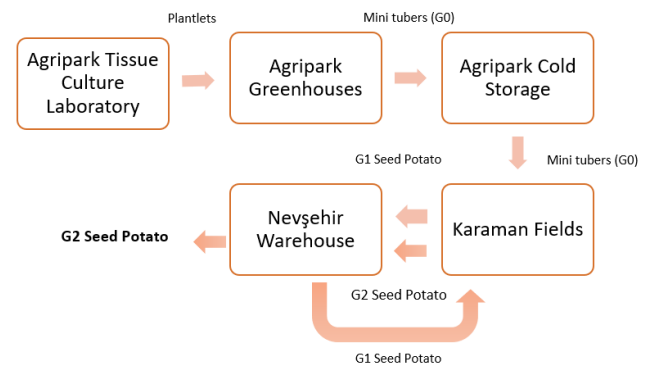 Plantlets
Mini tubers (G0)
Agripark Tissue
Culture
Laboratory
Agripark
Greenhouses
Agripark Cold
Storage
G1 Seed Potato
Mini tubers (G0)
G2 Seed Potato
Nevşehir
Warehouse
Karaman Fields
G2 Seed Potato
G1 Seed Potato